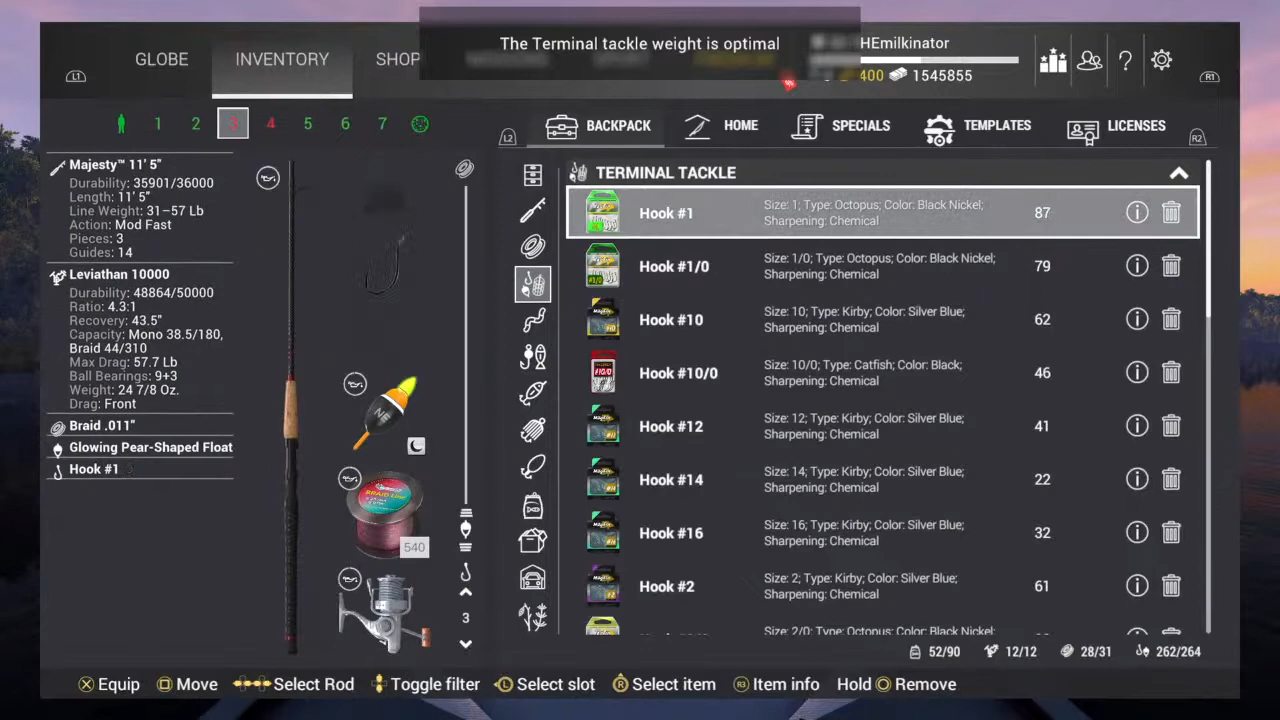 The Terminal tackle weight is optimal
HEmilkinator
400
1545855
L1
GLOBE
INVENTORY
SHOP
R1
1
2
3
4
5
6
7
L2
BACKPACK
HOME
SPECIALS
TEMPLATES
LICENSES
R2
Majesty™ 11' 5"
Durability: 35901/36000
Length: 11' 5"
Line Weight: 31–57 Lb
Action: Mod Fast
Pieces: 3
Guides: 14
Leviathan 10000
Durability: 48864/50000
Ratio: 4.3:1
Recovery: 43.5"
Capacity: Mono 38.5/180,
Braid 44/310
Max Drag: 57.7 Lb
Ball Bearings: 9+3
Weight: 24 7/8 Oz.
Drag: Front
Braid .011"
Glowing Pear-Shaped Float
Hook #1
540
3
TERMINAL TACKLE
Hook #1
Size: 1; Type: Octopus; Color: Black Nickel;
Sharpening: Chemical
87
Hook #1/0
Size: 1/0; Type: Octopus; Color: Black Nickel;
Sharpening: Chemical
79
Hook #10
Size: 10; Type: Kirby; Color: Silver Blue;
Sharpening: Chemical
62
Hook #10/0
Size: 10/0; Type: Catfish; Color: Black;
Sharpening: Chemical
46
Hook #12
Size: 12; Type: Kirby; Color: Silver Blue;
Sharpening: Chemical
41
Hook #14
Size: 14; Type: Kirby; Color: Silver Blue;
Sharpening: Chemical
22
Hook #16
Size: 16; Type: Kirby; Color: Silver Blue;
Sharpening: Chemical
32
Hook #2
Size: 2; Type: Kirby; Color: Silver Blue;
Sharpening: Chemical
61
Size: 2/0; Type: Octopus; Color: Black Nickel;
52/90
12/12
28/31
262/264
Equip
Move
Select Rod
Toggle filter
L Select slot
R Select item
R3 Item info
Hold
Remove